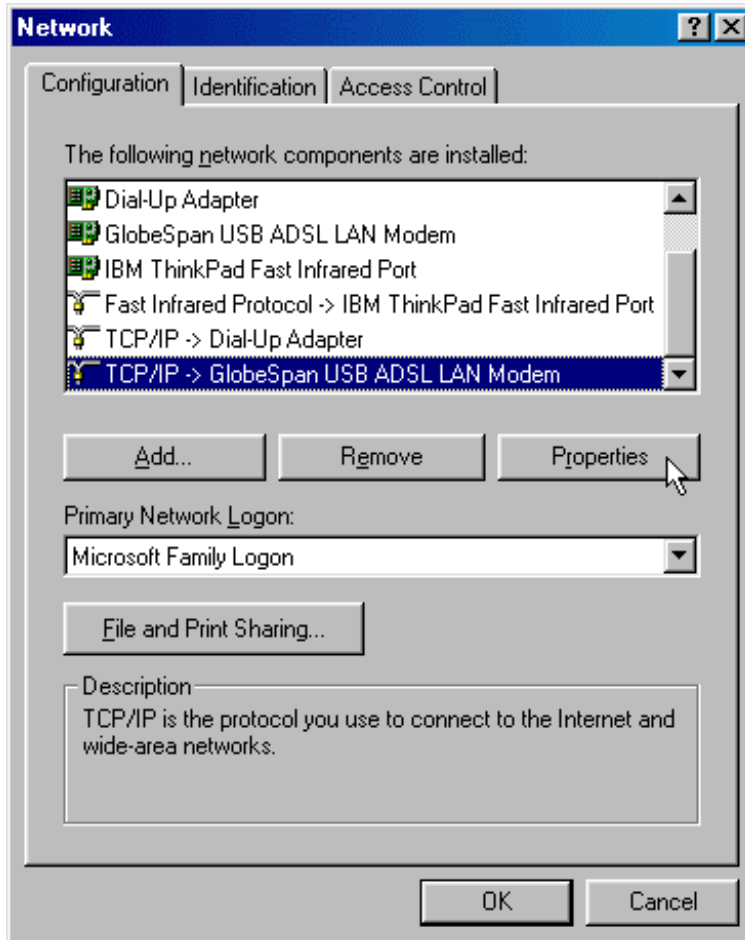 Network
Configuration Identification Access Control
The following network components are installed:
Dial-Up Adapter
GlobeSpan USB ADSL LAN Modem
IBM ThinkPad Fast Infrared Port
Fast Infrared Protocol -> IBM ThinkPad Fast Infrared Port
TCP/IP -> Dial-Up Adapter
TCP/IP -> GlobeSpan USB ADSL LAN Modem
Add... Remove Properties
Primary Network Logon:
Microsoft Family Logon
File and Print Sharing...
Description
TCP/IP is the protocol you use to connect to the Internet and
wide-area networks.
OK Cancel